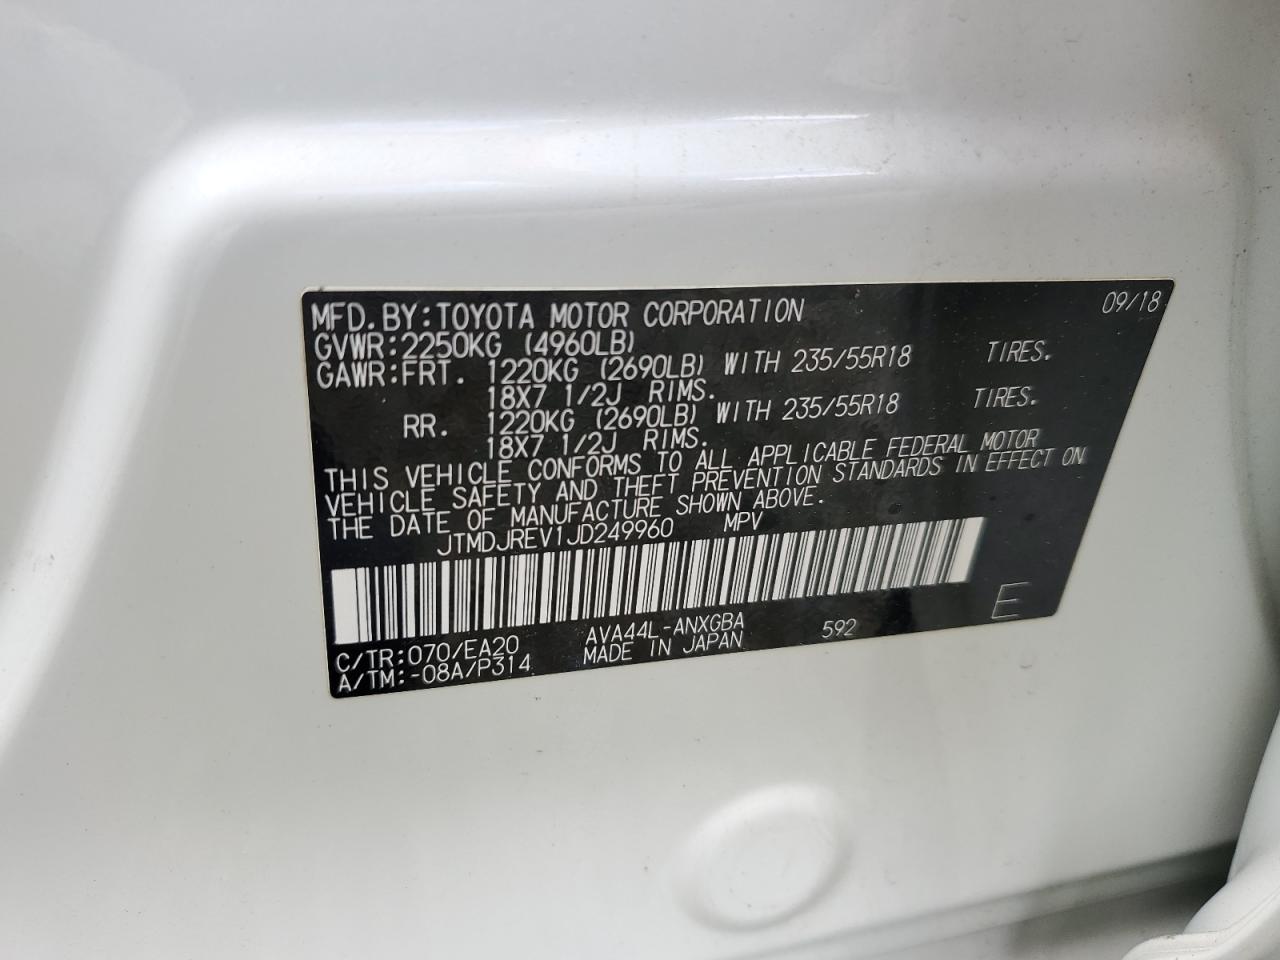 MFD. BY: TOYOTA MOTOR CORPORATION 09/18
GVWR: 2250KG (4960LB)
GAWR: FRT. 1220KG (2690LB) WITH 235/55R18 TIRES.
18X7 1/2J RIMS.
RR. 1220KG (2690LB) WITH 235/55R18 TIRES.
18X7 1/2J RIMS.
THIS VEHICLE CONFORMS TO ALL APPLICABLE FEDERAL MOTOR
VEHICLE SAFETY AND THEFT PREVENTION STANDARDS IN EFFECT ON
THE DATE OF MANUFACTURE SHOWN ABOVE.
JTMDJREV1JD249960 MPV
C/TR: 070/EA20 AVA44L-ANXGBA 592 E
A/TM: -08A/P314 MADE IN JAPAN